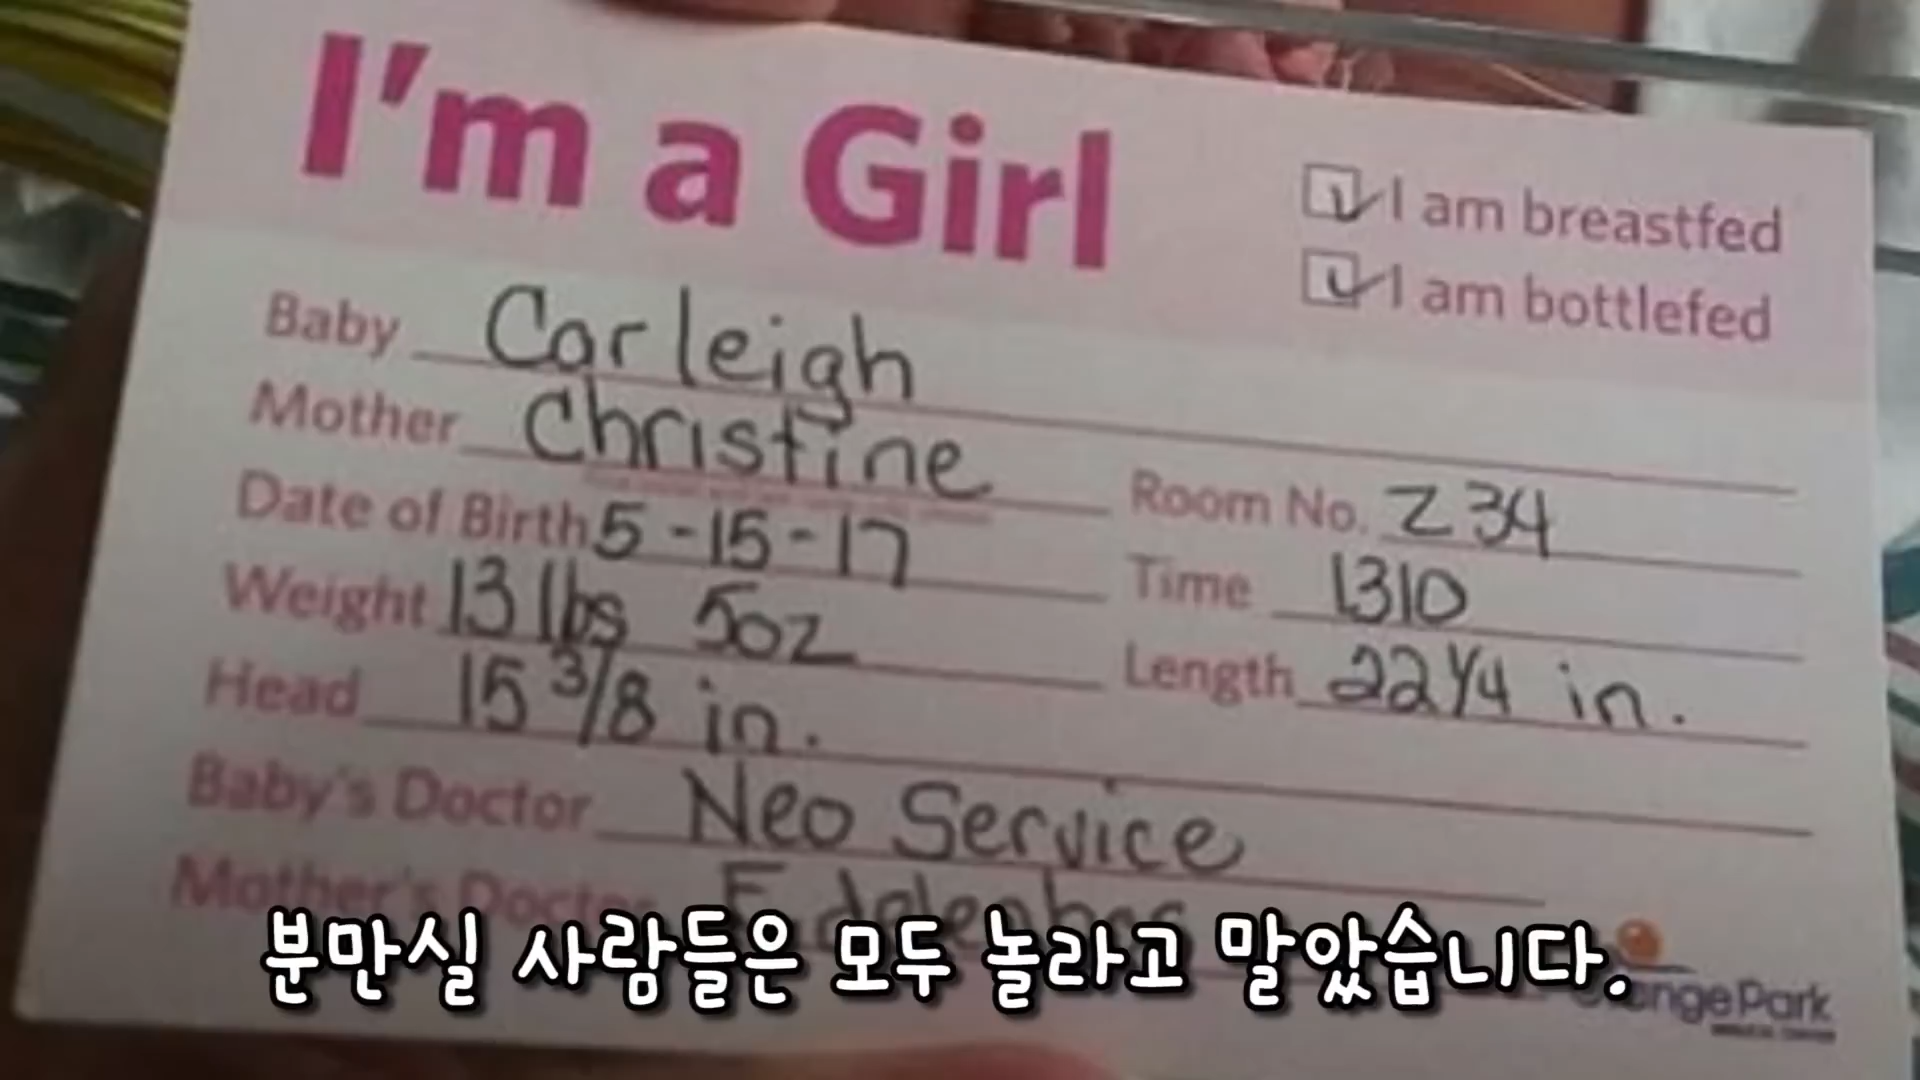 I'm a Girl
I am breastfed
I am bottlefed
Baby Carleigh
Mother Christine
Room No. 234
Date of Birth 5-15-17
Time 1310
Weight 13 lbs 5oz
Length 22 1/4 in.
Head 15 3/8 in.
Baby's Doctor Neo Service
Mother's Doctor
분만실 사람들은 모두 놀라고 말았습니다.
Park